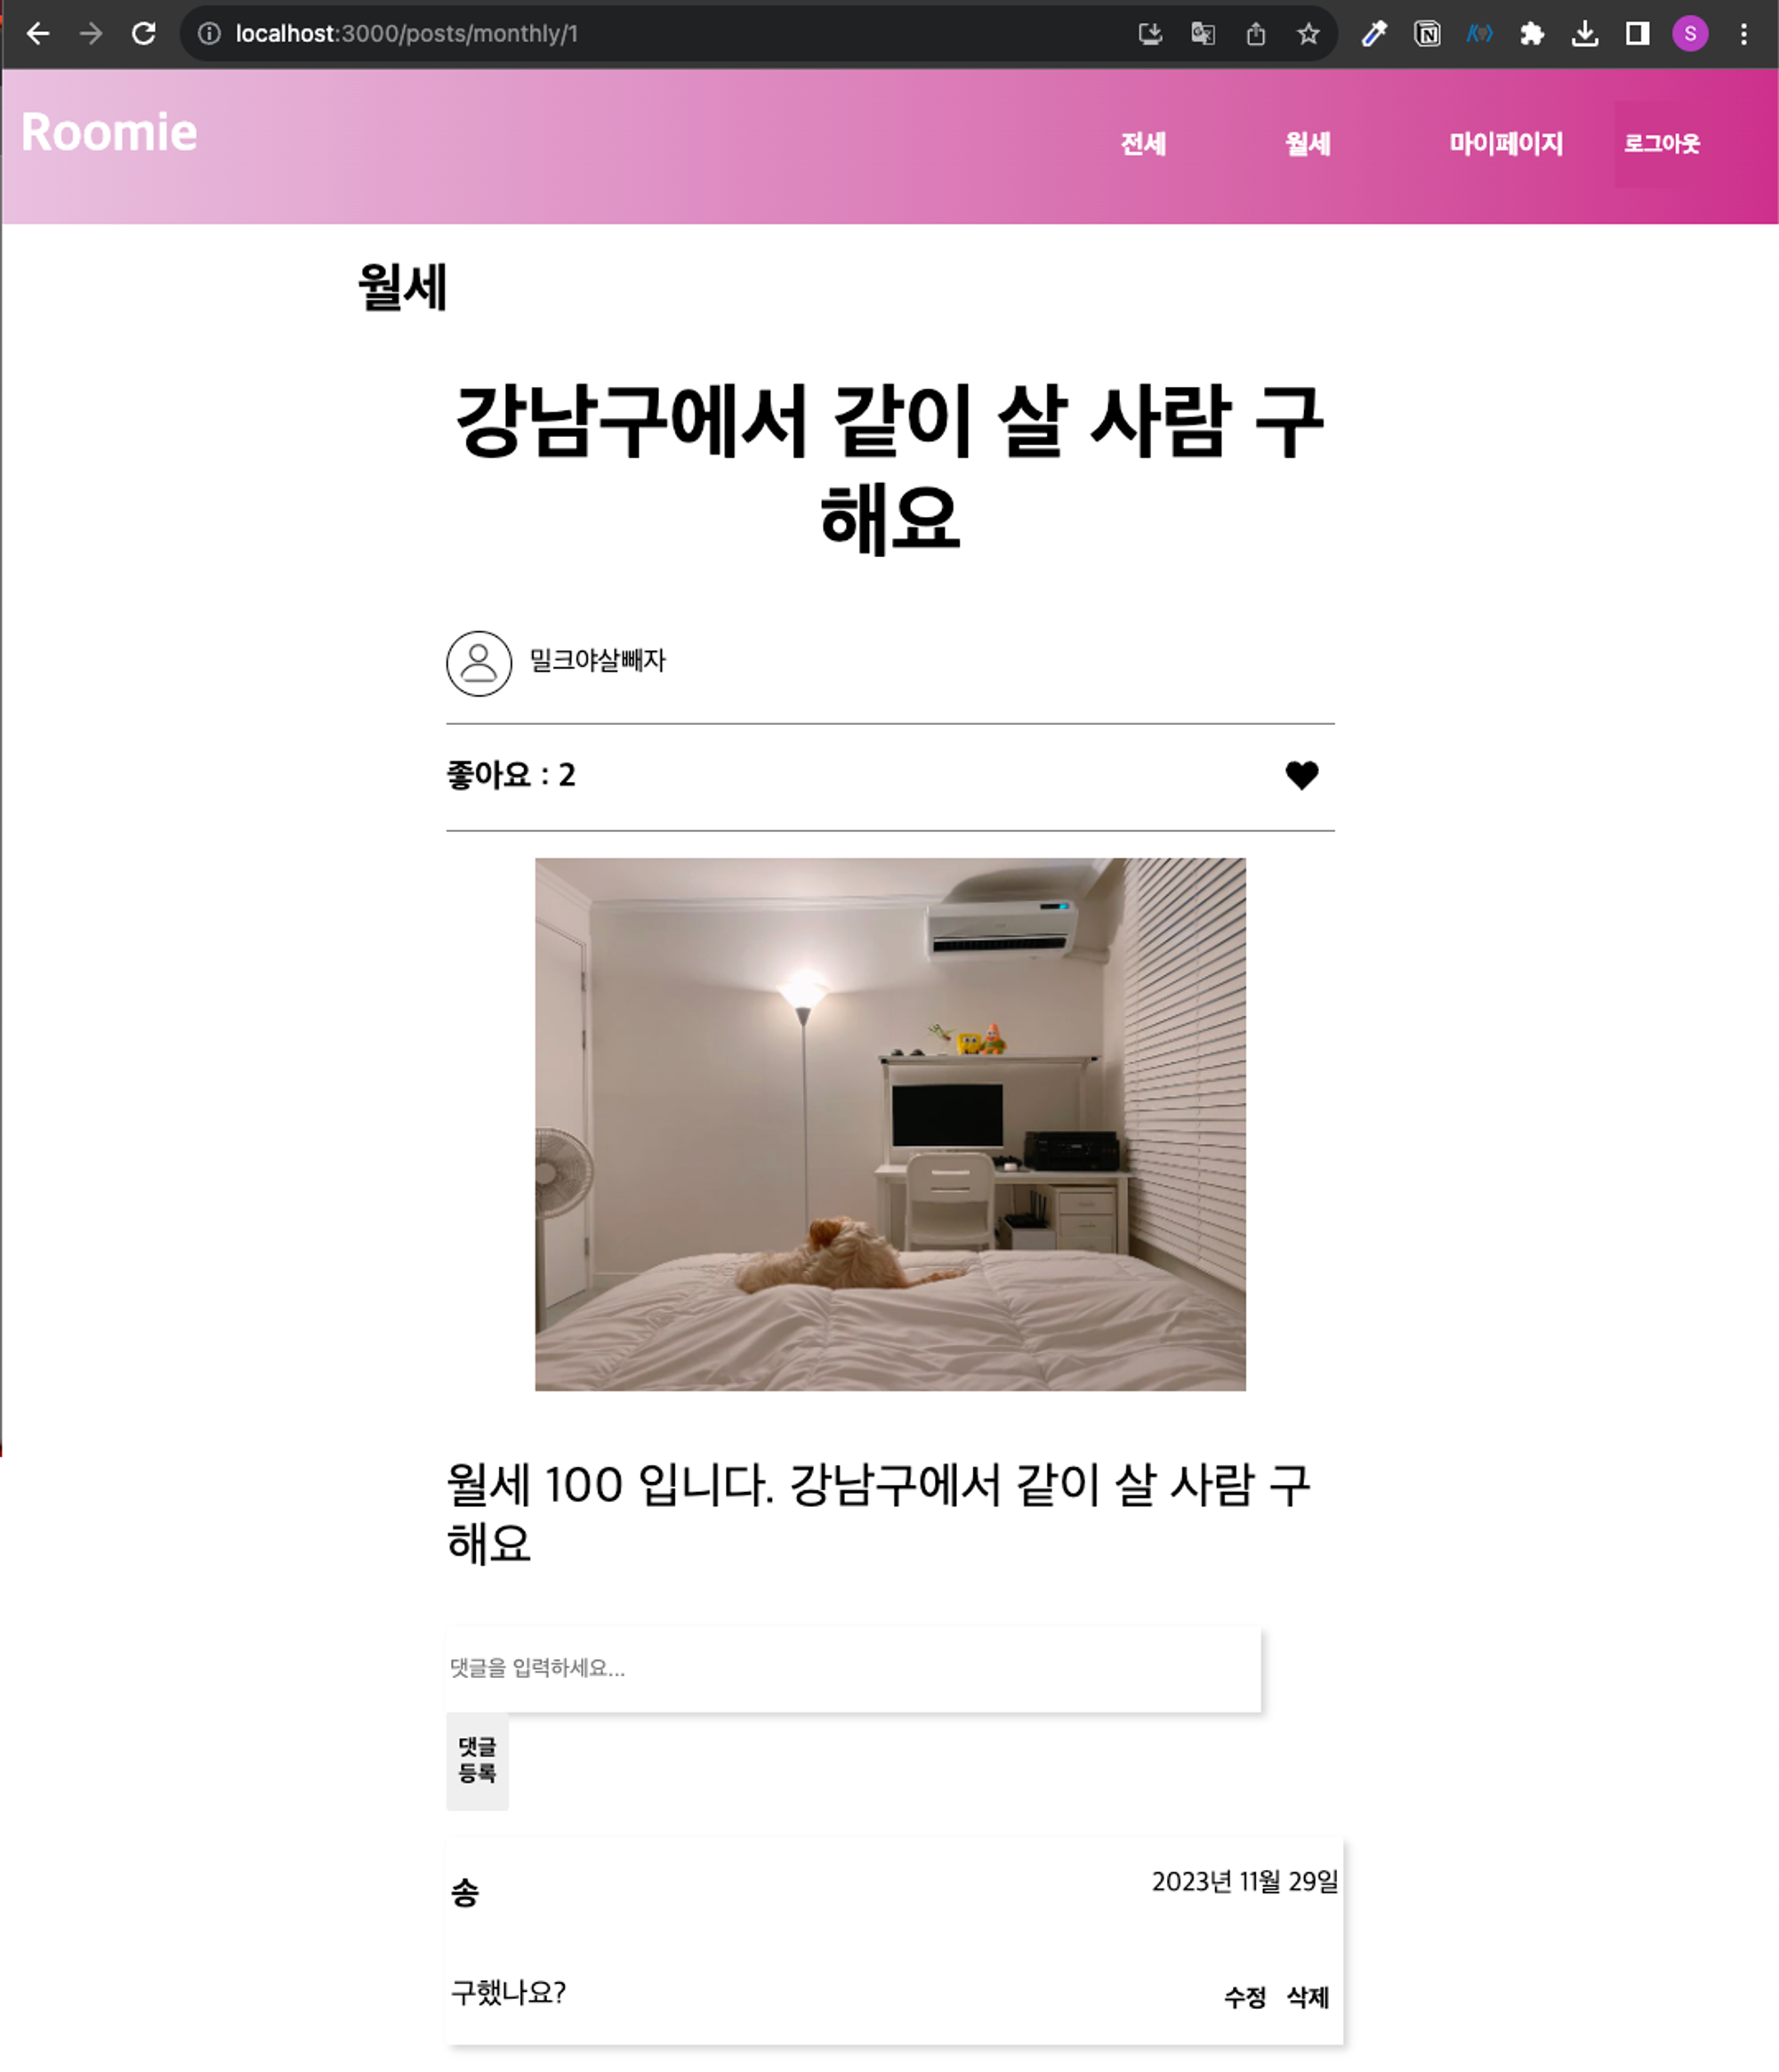 localhost:3000/posts/monthly/1
S
Roomie
전세 월세 마이페이지 로그아웃
월세
강남구에서 같이 살 사람 구
해요
밀크야살빼자
좋아요 : 2
월세 100 입니다. 강남구에서 같이 살 사람 구
해요
댓글을 입력하세요...
댓글
등록
송
2023년 11월 29일
구했나요?
수정 삭제